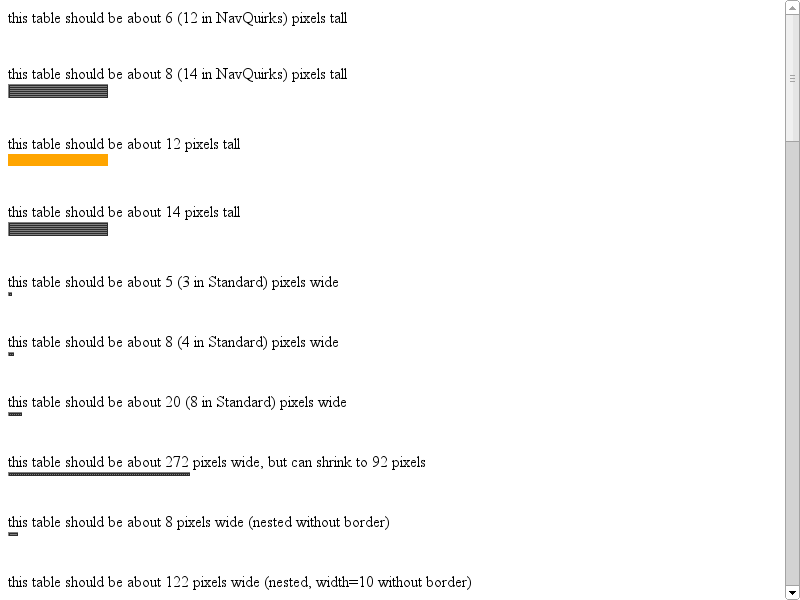 this table should be about 6 (12 in NavQuirks) pixels tall
this table should be about 8 (14 in NavQuirks) pixels tall
this table should be about 12 pixels tall
this table should be about 14 pixels tall
this table should be about 5 (3 in Standard) pixels wide
this table should be about 8 (4 in Standard) pixels wide
this table should be about 20 (8 in Standard) pixels wide
this table should be about 272 pixels wide, but can shrink to 92 pixels
this table should be about 8 pixels wide (nested without border)
this table should be about 122 pixels wide (nested, width=10 without border)